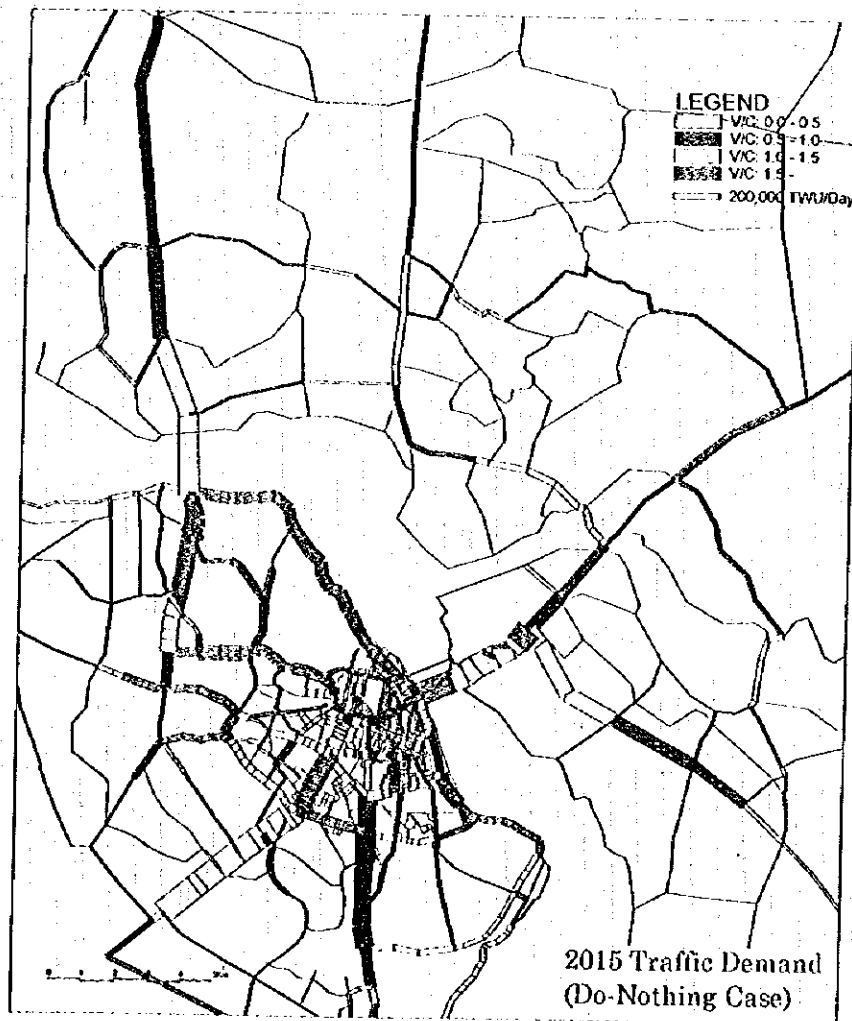 LEGEND
V/C: 0.0 - 0.5
V/C: 0.5 - 1.0
V/C: 1.0 - 1.5
V/C: 1.5 -
200,000 TWU/Day
2015 Traffic Demand
(Do-Nothing Case)